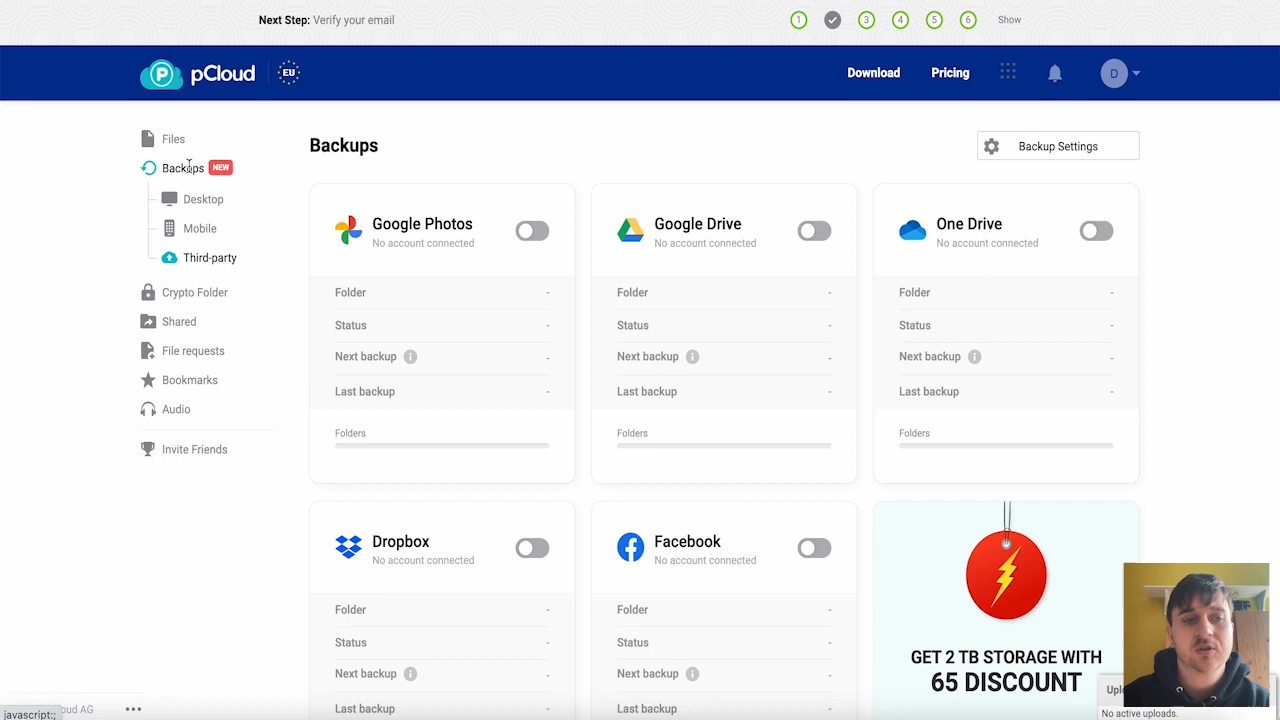 Next Step: Verify your email
1
3
4
5
6
Show
P pCloud
EU
Download
Pricing
D
Files
Backups NEW
Desktop
Mobile
Third-party
Crypto Folder
Shared
File requests
Bookmarks
Audio
Invite Friends
Backups
Backup Settings
Google Photos
No account connected
Folder -
Status -
Next backup i -
Last backup -
Folders
Google Drive
No account connected
Folder -
Status -
Next backup i -
Last backup -
Folders
One Drive
No account connected
Folder -
Status -
Next backup i -
Last backup -
Folders
Dropbox
No account connected
Folder -
Status -
Next backup i -
Last backup -
Facebook
No account connected
Folder -
Status -
Next backup i -
Last backup -
GET 2 TB STORAGE WITH
65 DISCOUNT
No active uploads.
AG
javascript:;